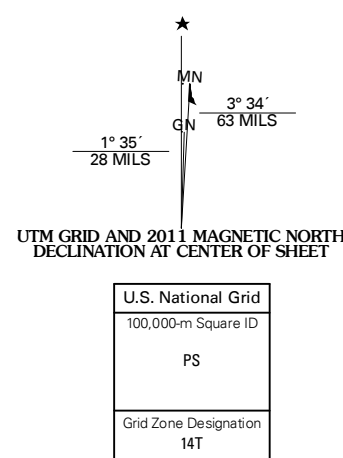 ★
MN
3° 34´
63 MILS
GN
1° 35´
28 MILS
UTM GRID AND 2011 MAGNETIC NORTH
DECLINATION AT CENTER OF SHEET
U.S. National Grid
100,000-m Square ID
PS
Grid Zone Designation
14T